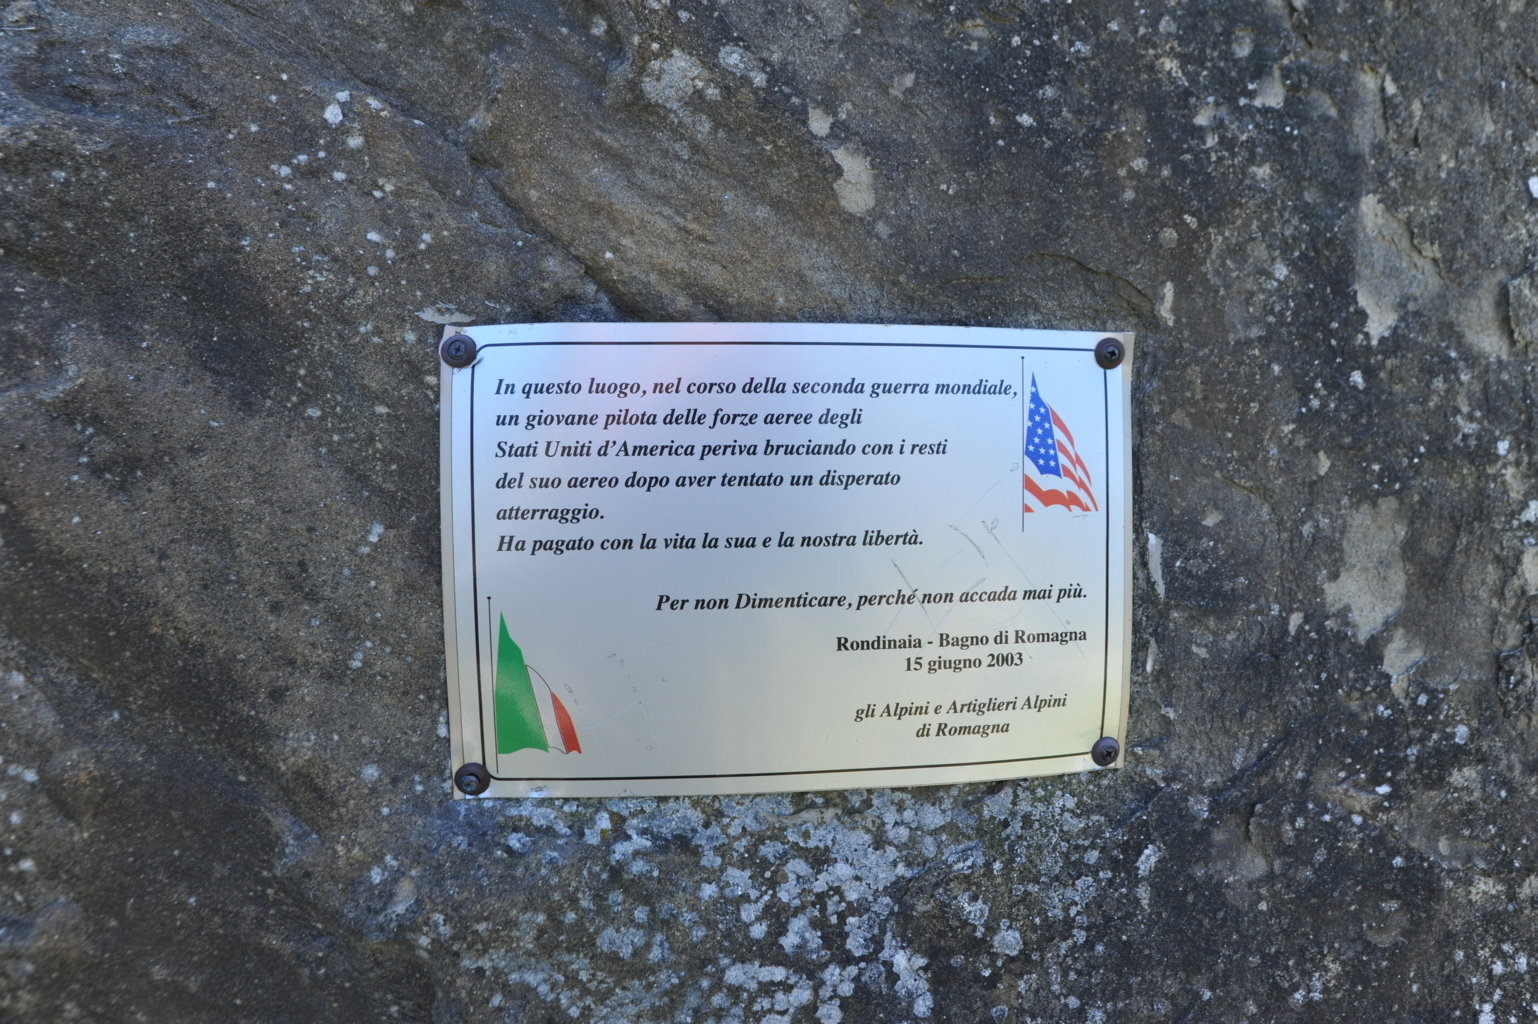 In questo luogo, nel corso della seconda guerra mondiale,
un giovane pilota delle forze aeree degli
Stati Uniti d'America periva bruciando con i resti
del suo aereo dopo aver tentato un disperato
atterraggio.
Ha pagato con la vita la sua e la nostra libertà.
Per non Dimenticare, perché non accada mai più.
Rondinaia - Bagno di Romagna
15 giugno 2003
gli Alpini e Artiglieri Alpini
di Romagna